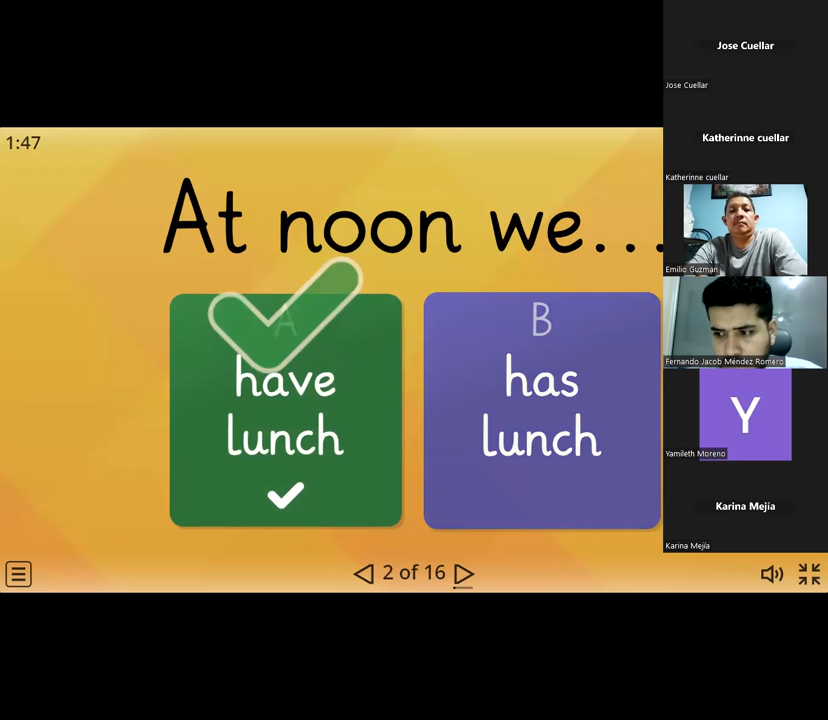 1:47
At noon we...
A
have
lunch
B
has
lunch
2 of 16
Jose Cuellar
Jose Cuellar
Katherinne cuellar
Katherinne cuellar
Emilio Guzman
Fernando Jacob Méndez Romero
Y
Yamileth Moreno
Karina Mejía
Karina Mejía